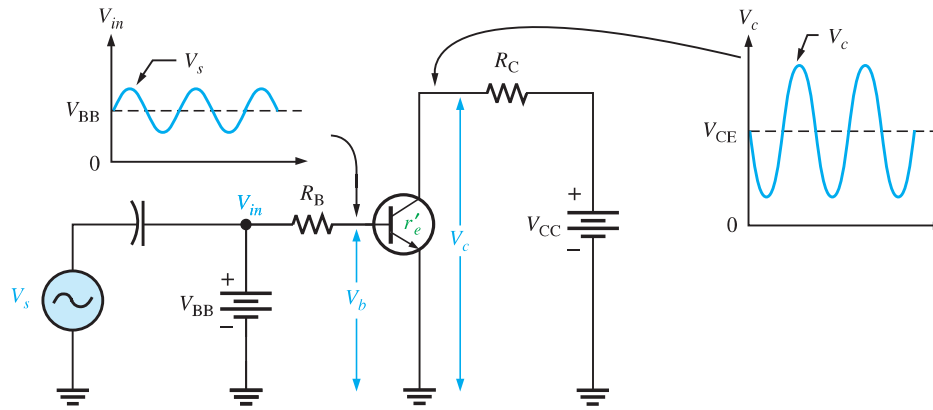 V_in
V_s
V_BB
0
V_c
V_c
V_CE
0
R_C
R_B
V_in
r'_e
V_c
V_b
V_BB
V_CC
V_s
+
−
+
−